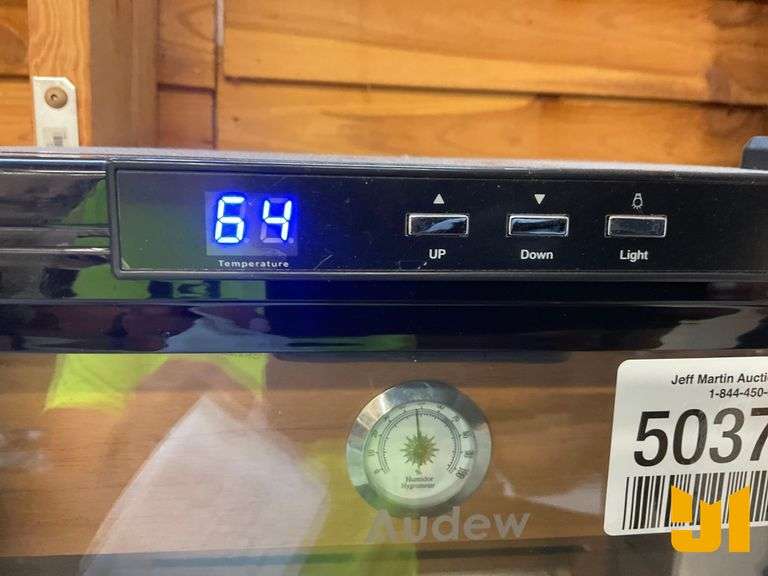 64
Temperature
▲ ▼
UP Down Light
Jeff Martin Aucti
1-844-450-
5037
Humidor
Hygrometer
Audew